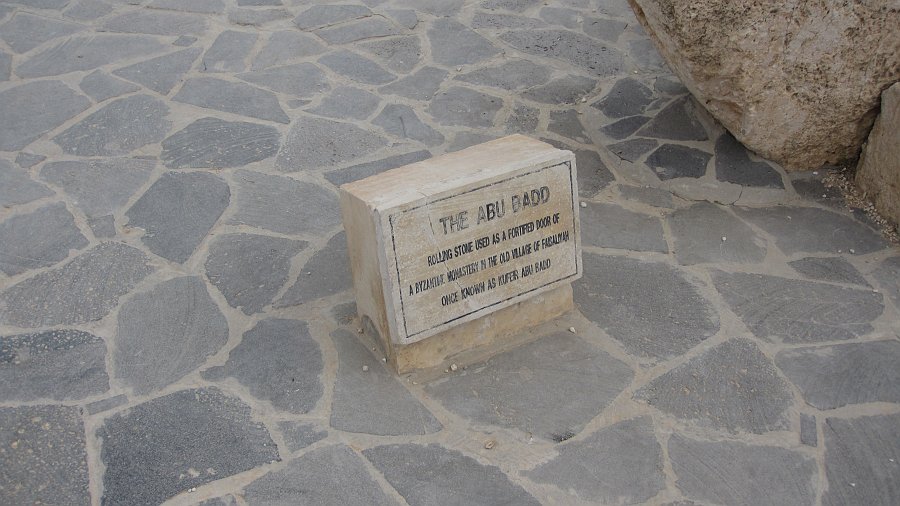 THE ABU BADD
ROLLING STONE USED AS A FORTIFIED DOOR OF
A BYZANTINE MONASTERY IN THE OLD VILLAGE OF FAISALIYAH
ONCE KNOWN AS KUFEIR ABU BADD